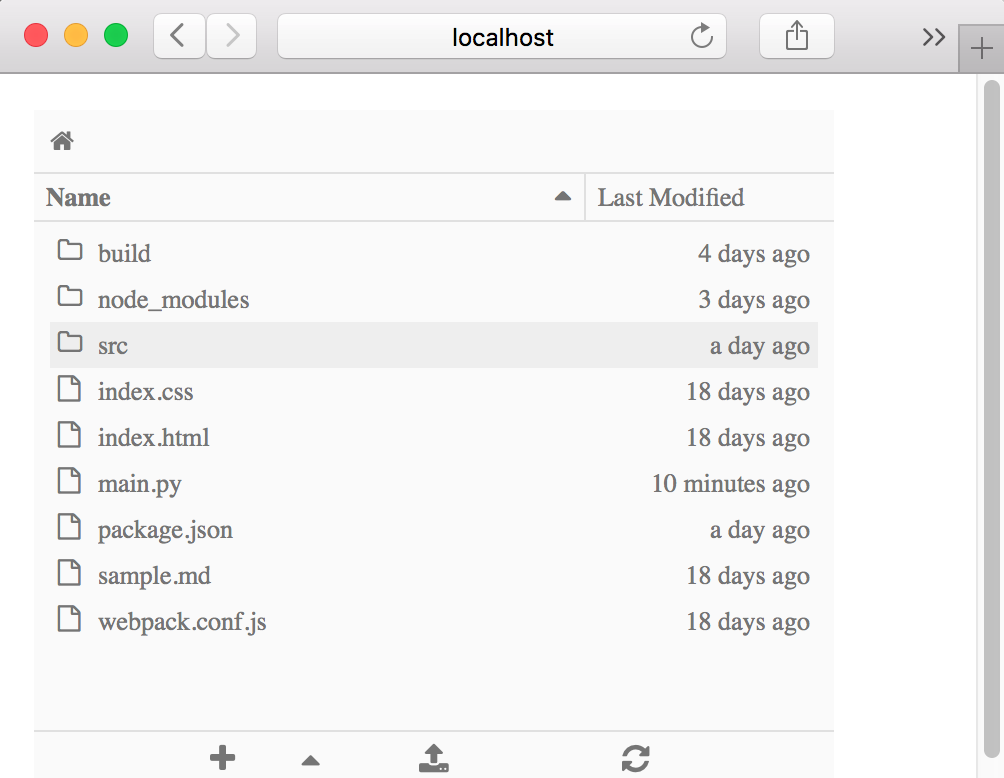 localhost
Name Last Modified
build 4 days ago
node_modules 3 days ago
src a day ago
index.css 18 days ago
index.html 18 days ago
main.py 10 minutes ago
package.json a day ago
sample.md 18 days ago
webpack.conf.js 18 days ago